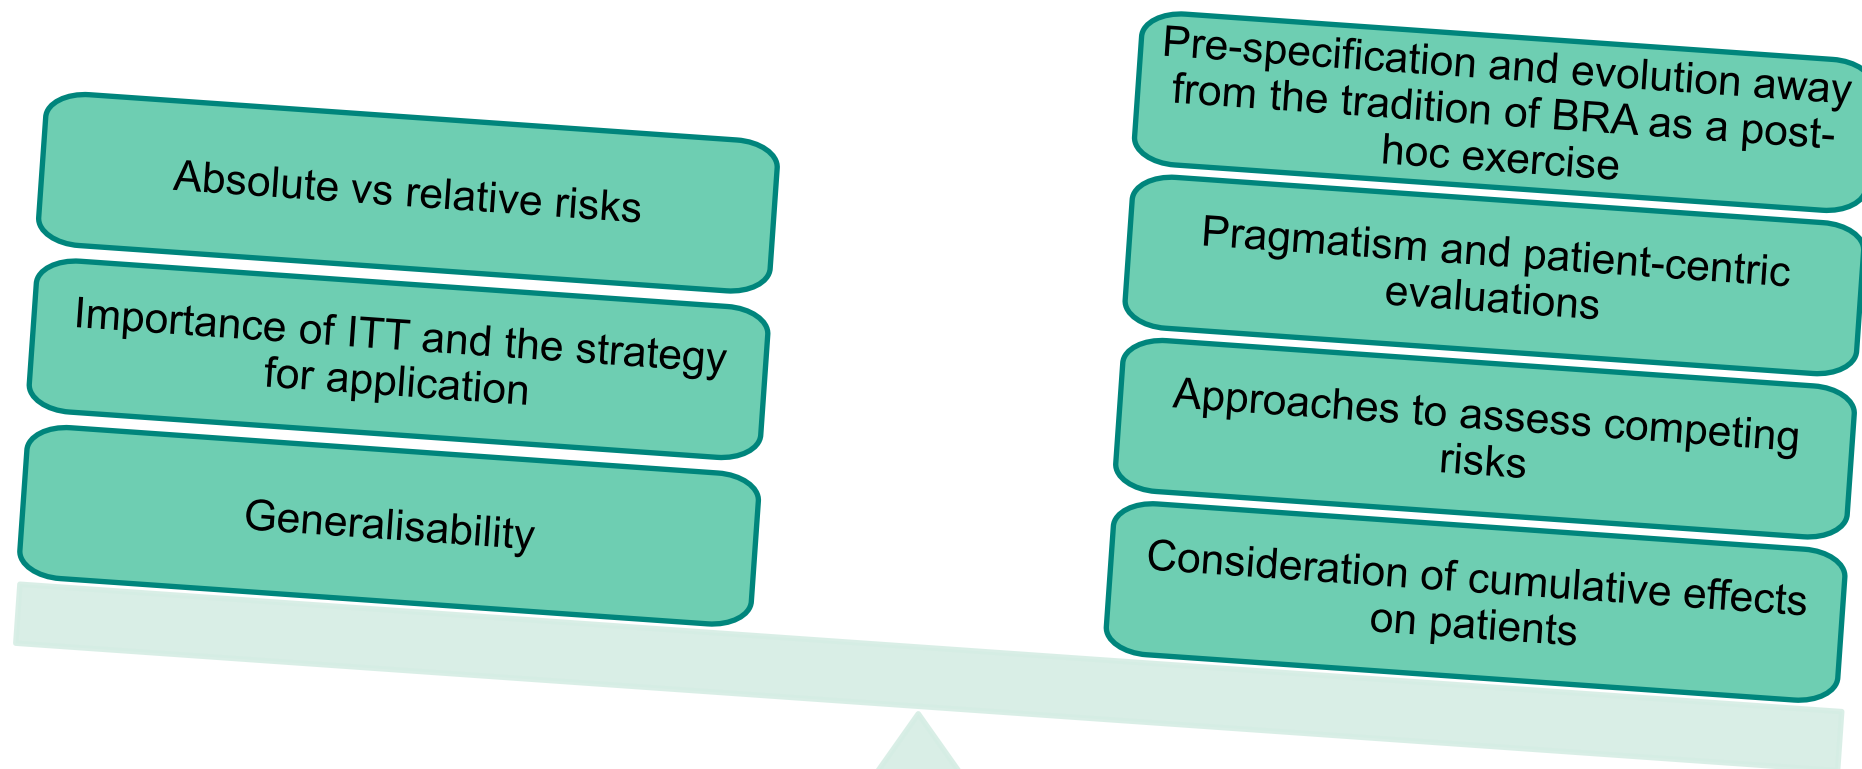 Absolute vs relative risks
Importance of ITT and the strategy
for application
Generalisability
Pre-specification and evolution away
from the tradition of BRA as a post-
hoc exercise
Pragmatism and patient-centric
evaluations
Approaches to assess competing
risks
Consideration of cumulative effects
on patients